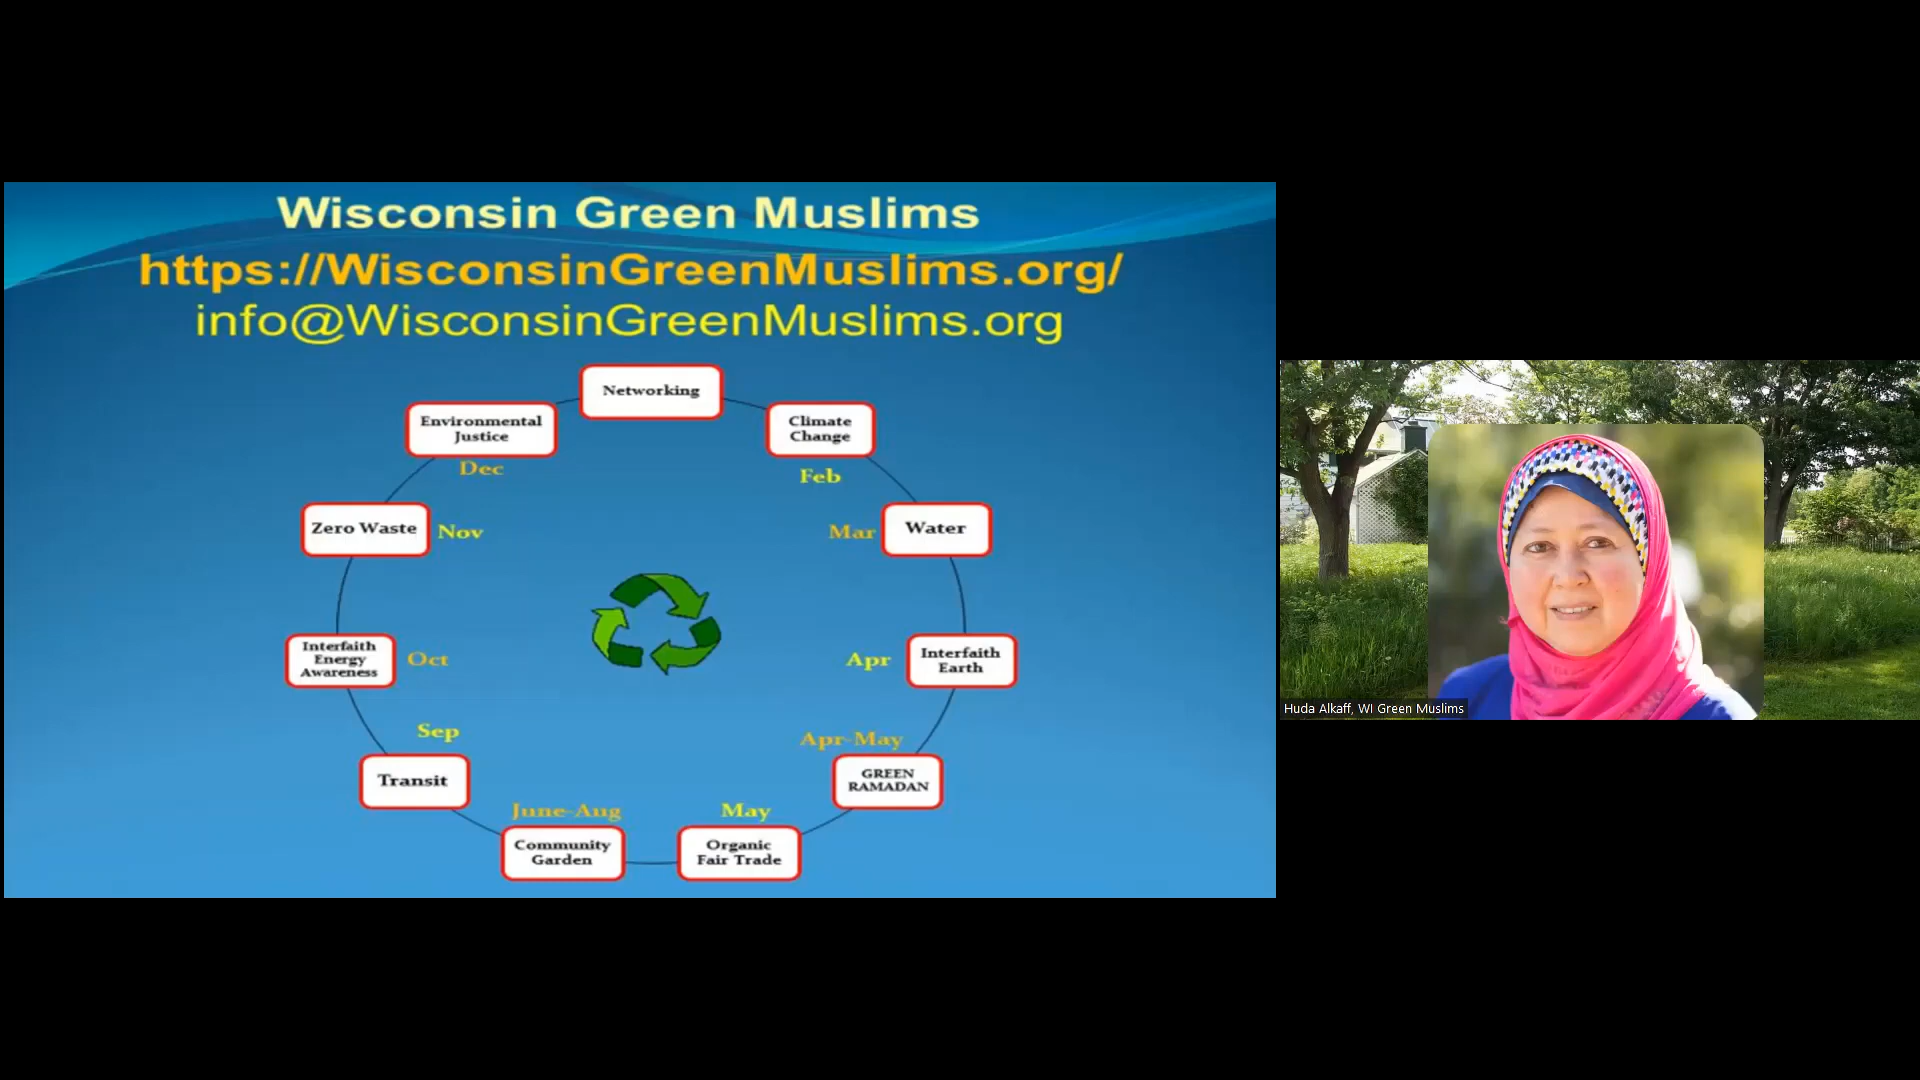 Wisconsin Green Muslims
https://WisconsinGreenMuslims.org/
info@WisconsinGreenMuslims.org
Networking
Climate
Change
Feb
Mar
Water
Apr
Interfaith
Earth
Apr-May
GREEN
RAMADAN
May
Organic
Fair Trade
June-Aug
Community
Garden
Sep
Transit
Interfaith
Energy
Awareness
Oct
Zero Waste
Nov
Environmental
Justice
Dec
Huda Alkaff, WI Green Muslims